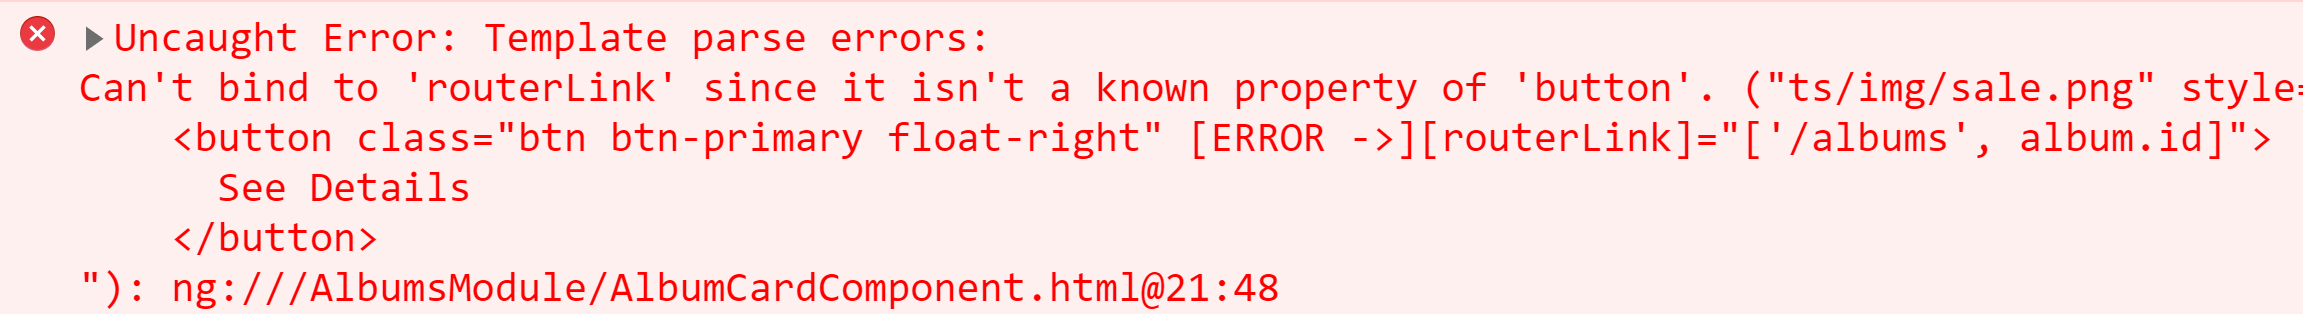 Uncaught Error: Template parse errors:
Can't bind to 'routerLink' since it isn't a known property of 'button'. ("ts/img/sale.png" style=
<button class="btn btn-primary float-right" [ERROR ->][routerLink]="['/albums', album.id]">
See Details
</button>
"): ng:///AlbumsModule/AlbumCardComponent.html@21:48